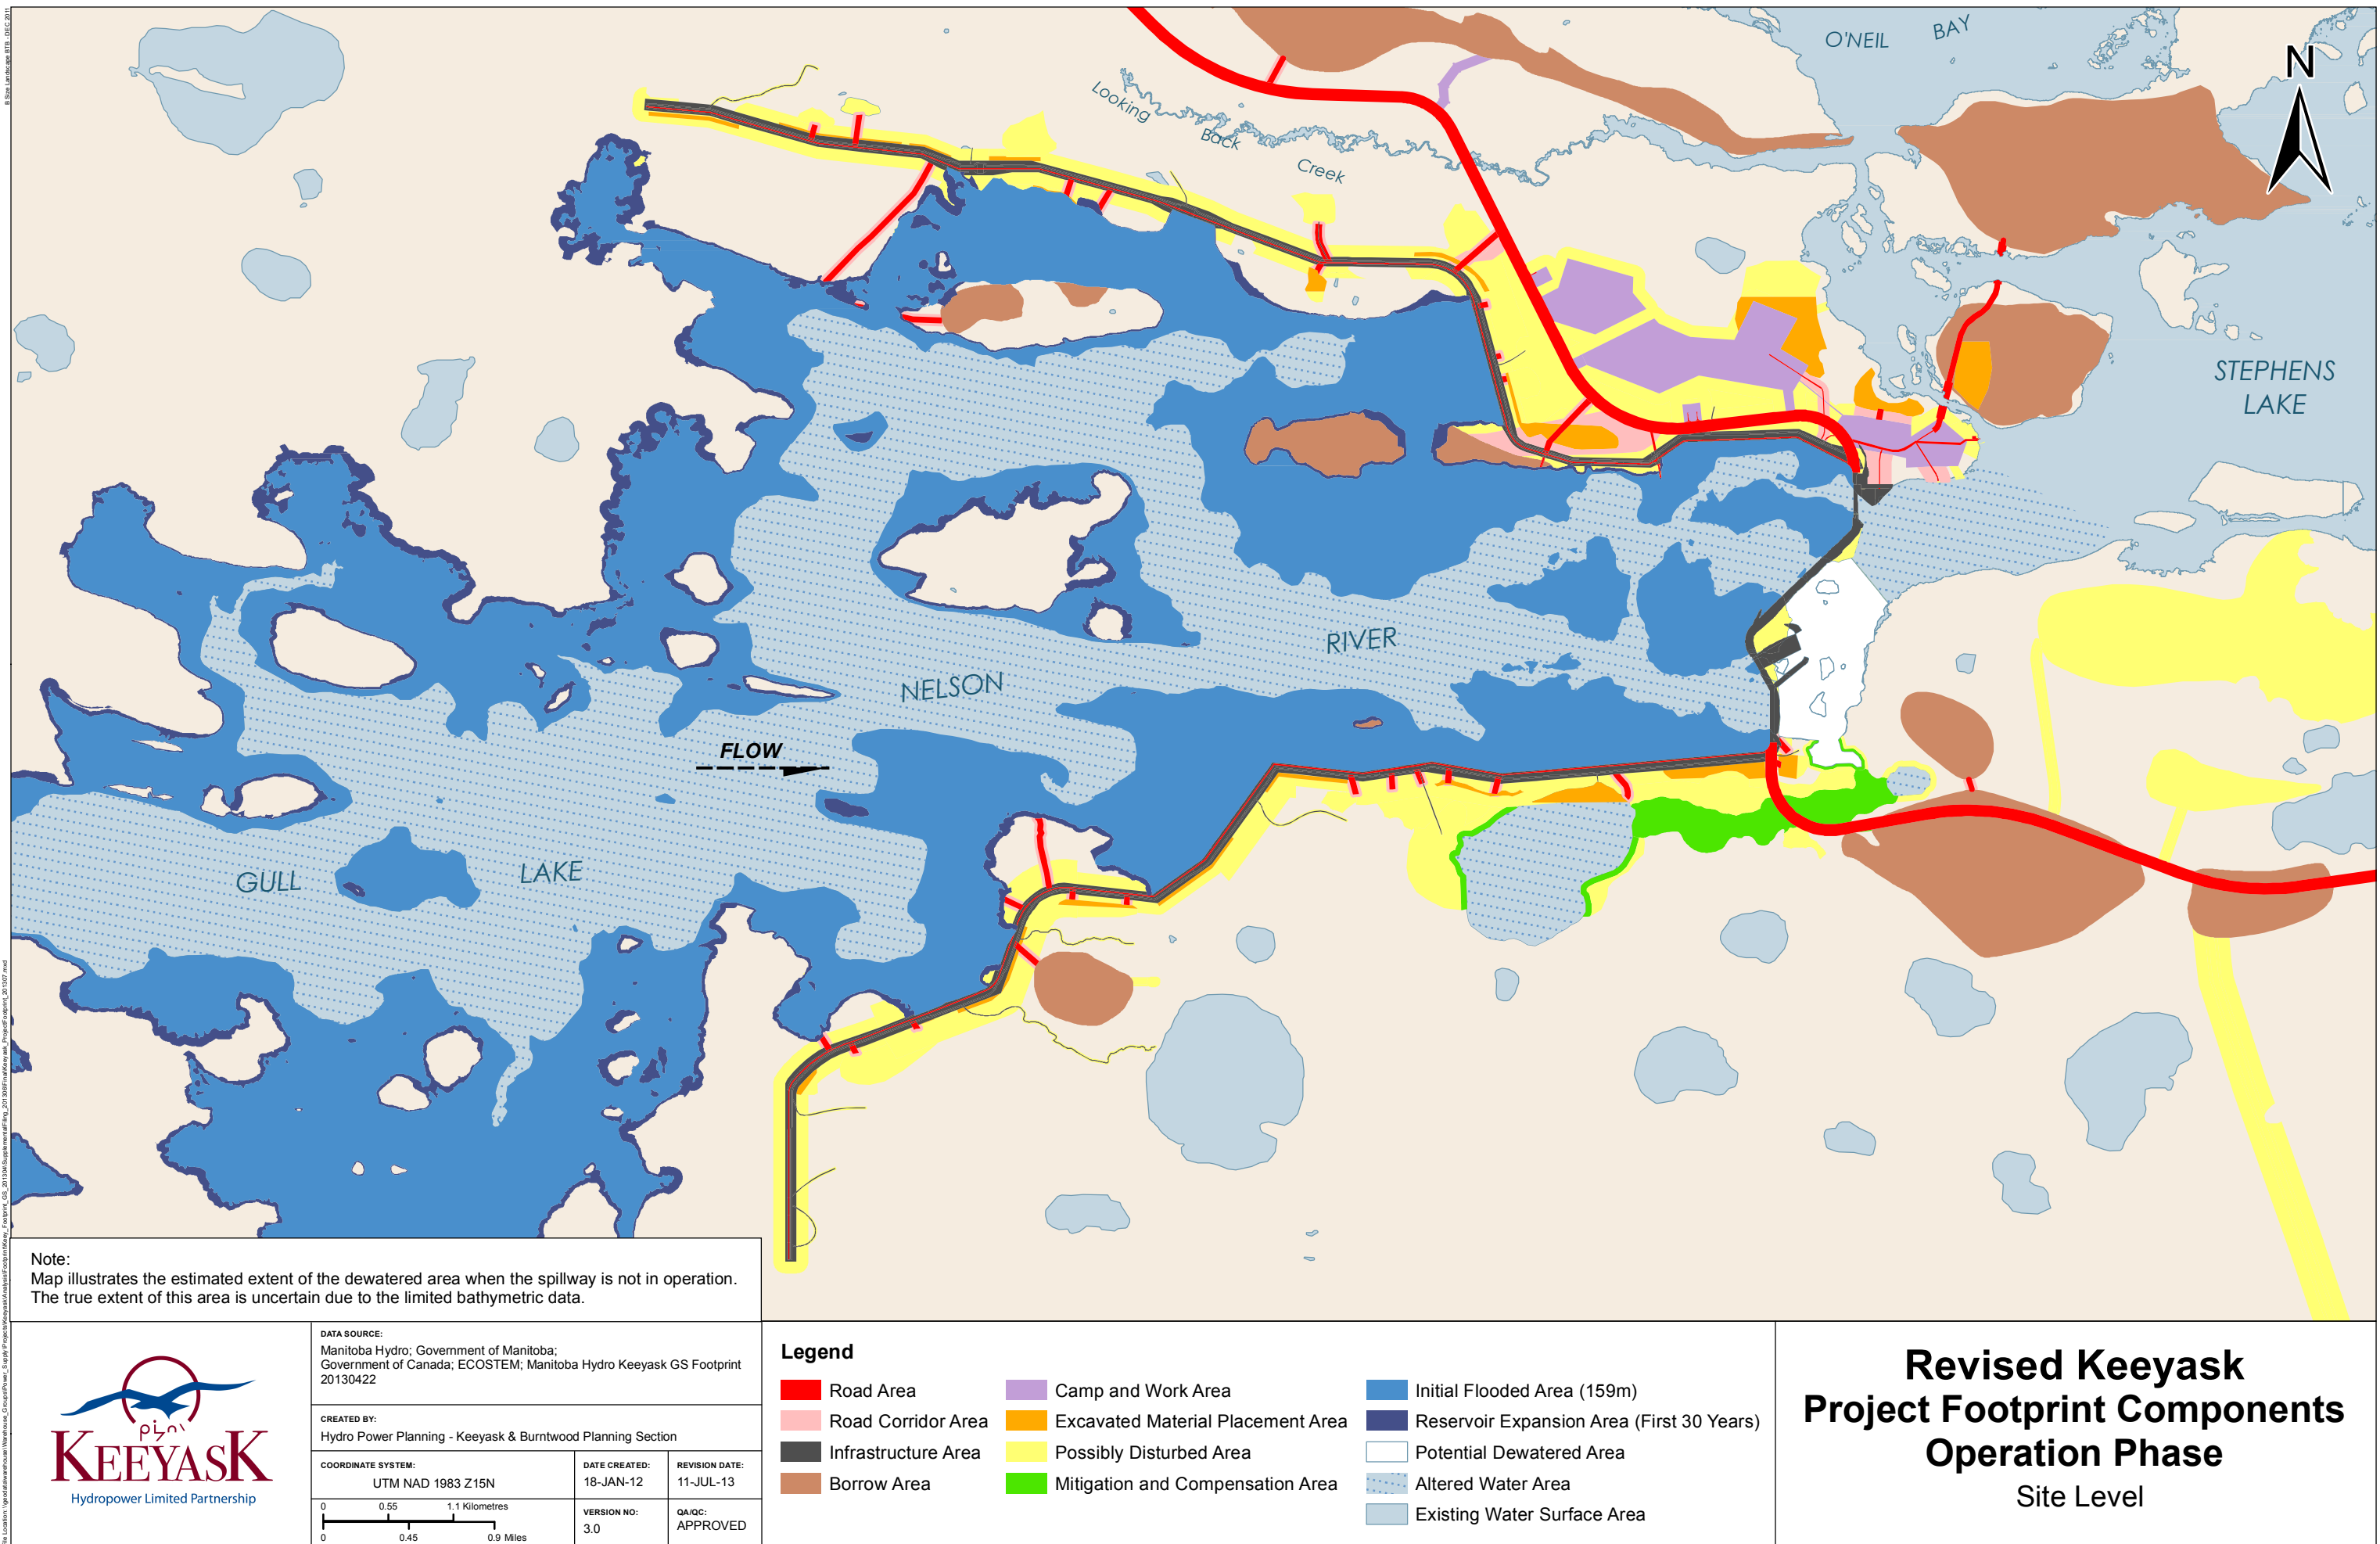 B Size Landscape BTB - DEC 2011
O'NEIL BAY
N
Looking Back Creek
STEPHENS
LAKE
RIVER
NELSON
FLOW
GULL LAKE
Note:
Map illustrates the estimated extent of the dewatered area when the spillway is not in operation.
The true extent of this area is uncertain due to the limited bathymetric data.
ᑭᔮᐢᐠ
KEEYASK
Hydropower Limited Partnership
DATA SOURCE:
Manitoba Hydro; Government of Manitoba;
Government of Canada; ECOSTEM; Manitoba Hydro Keeyask GS Footprint
20130422
CREATED BY:
Hydro Power Planning - Keeyask & Burntwood Planning Section
COORDINATE SYSTEM:
UTM NAD 1983 Z15N
DATE CREATED:
18-JAN-12
REVISION DATE:
11-JUL-13
0 0.55 1.1 Kilometres
0 0.45 0.9 Miles
VERSION NO:
3.0
QA/QC:
APPROVED
Legend
Road Area
Road Corridor Area
Infrastructure Area
Borrow Area
Camp and Work Area
Excavated Material Placement Area
Possibly Disturbed Area
Mitigation and Compensation Area
Initial Flooded Area (159m)
Reservoir Expansion Area (First 30 Years)
Potential Dewatered Area
Altered Water Area
Existing Water Surface Area
Revised Keeyask
Project Footprint Components
Operation Phase
Site Level